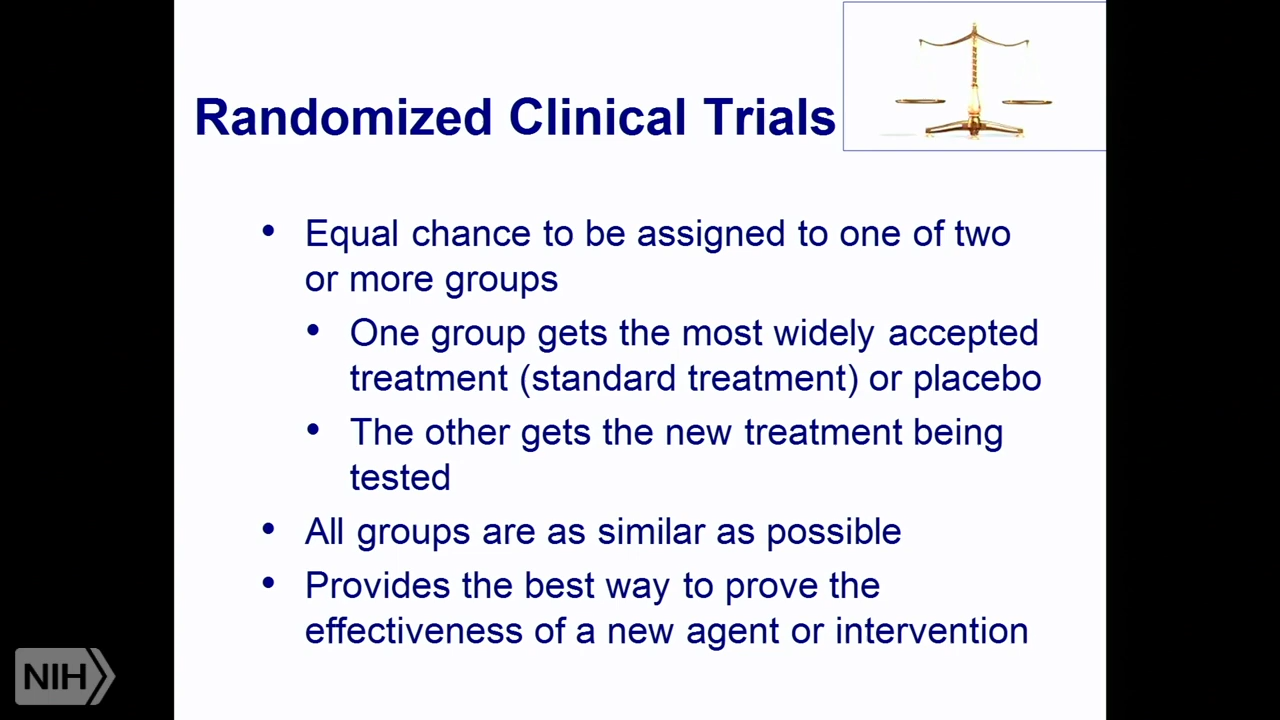 Randomized Clinical Trials
• Equal chance to be assigned to one of two
or more groups
• One group gets the most widely accepted
treatment (standard treatment) or placebo
• The other gets the new treatment being
tested
• All groups are as similar as possible
• Provides the best way to prove the
effectiveness of a new agent or intervention
NIH